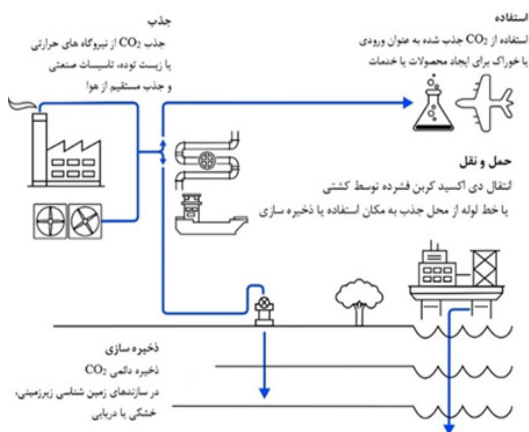 جذب
جذب CO₂ از نیروگاه های حرارتی
یا زیست توده، تاسیسات صنعتی
و جذب مستقیم از هوا
استفاده
استفاده از CO₂ جذب شده به عنوان ورودی
یا خوراک برای ایجاد محصولات یا خدمات
حمل و نقل
انتقال دی اکسید کربن فشرده توسط کشتی
یا خط لوله از محل جذب به مکان استفاده یا ذخیره سازی
ذخیره سازی
ذخیره دائمی CO₂
در سازندهای زمین شناسی زیرزمینی،
خشکی یا دریایی